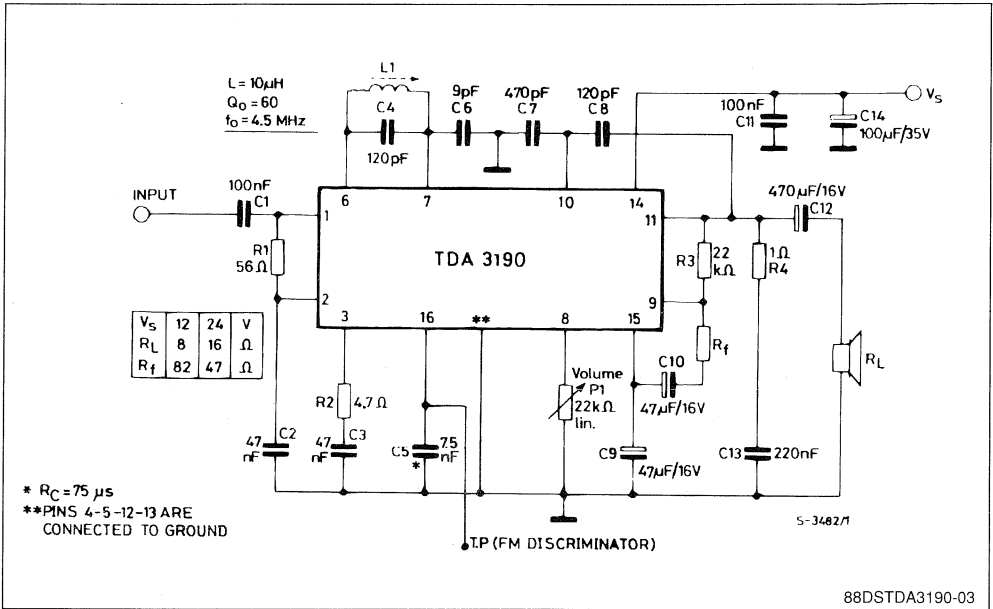 L1
L = 10µH
Qo = 60
fo = 4.5 MHz
C4
120pF
9pF
C6
470pF
C7
120pF
C8
100nF
C11
C14
100µF/35V
Vs
INPUT
100nF
C1
R1
56Ω
6
7
10
14
1
2
11
9
TDA 3190
3
16
**
8
15
R3
22
kΩ
1Ω
R4
470µF/16V
C12
Rf
RL
Vs 12 24 V
RL 8 16 Ω
Rf 82 47 Ω
R2
4.7Ω
Volume
P1
22kΩ
lin.
C10
47µF/16V
47
nF
C2
47
nF
C3
C5
*
7.5
nF
C9
47µF/16V
C13
220nF
* RC = 75 µs
**PINS 4-5-12-13 ARE
CONNECTED TO GROUND
T.P (FM DISCRIMINATOR)
S-3482/1
88DSTDA3190-03